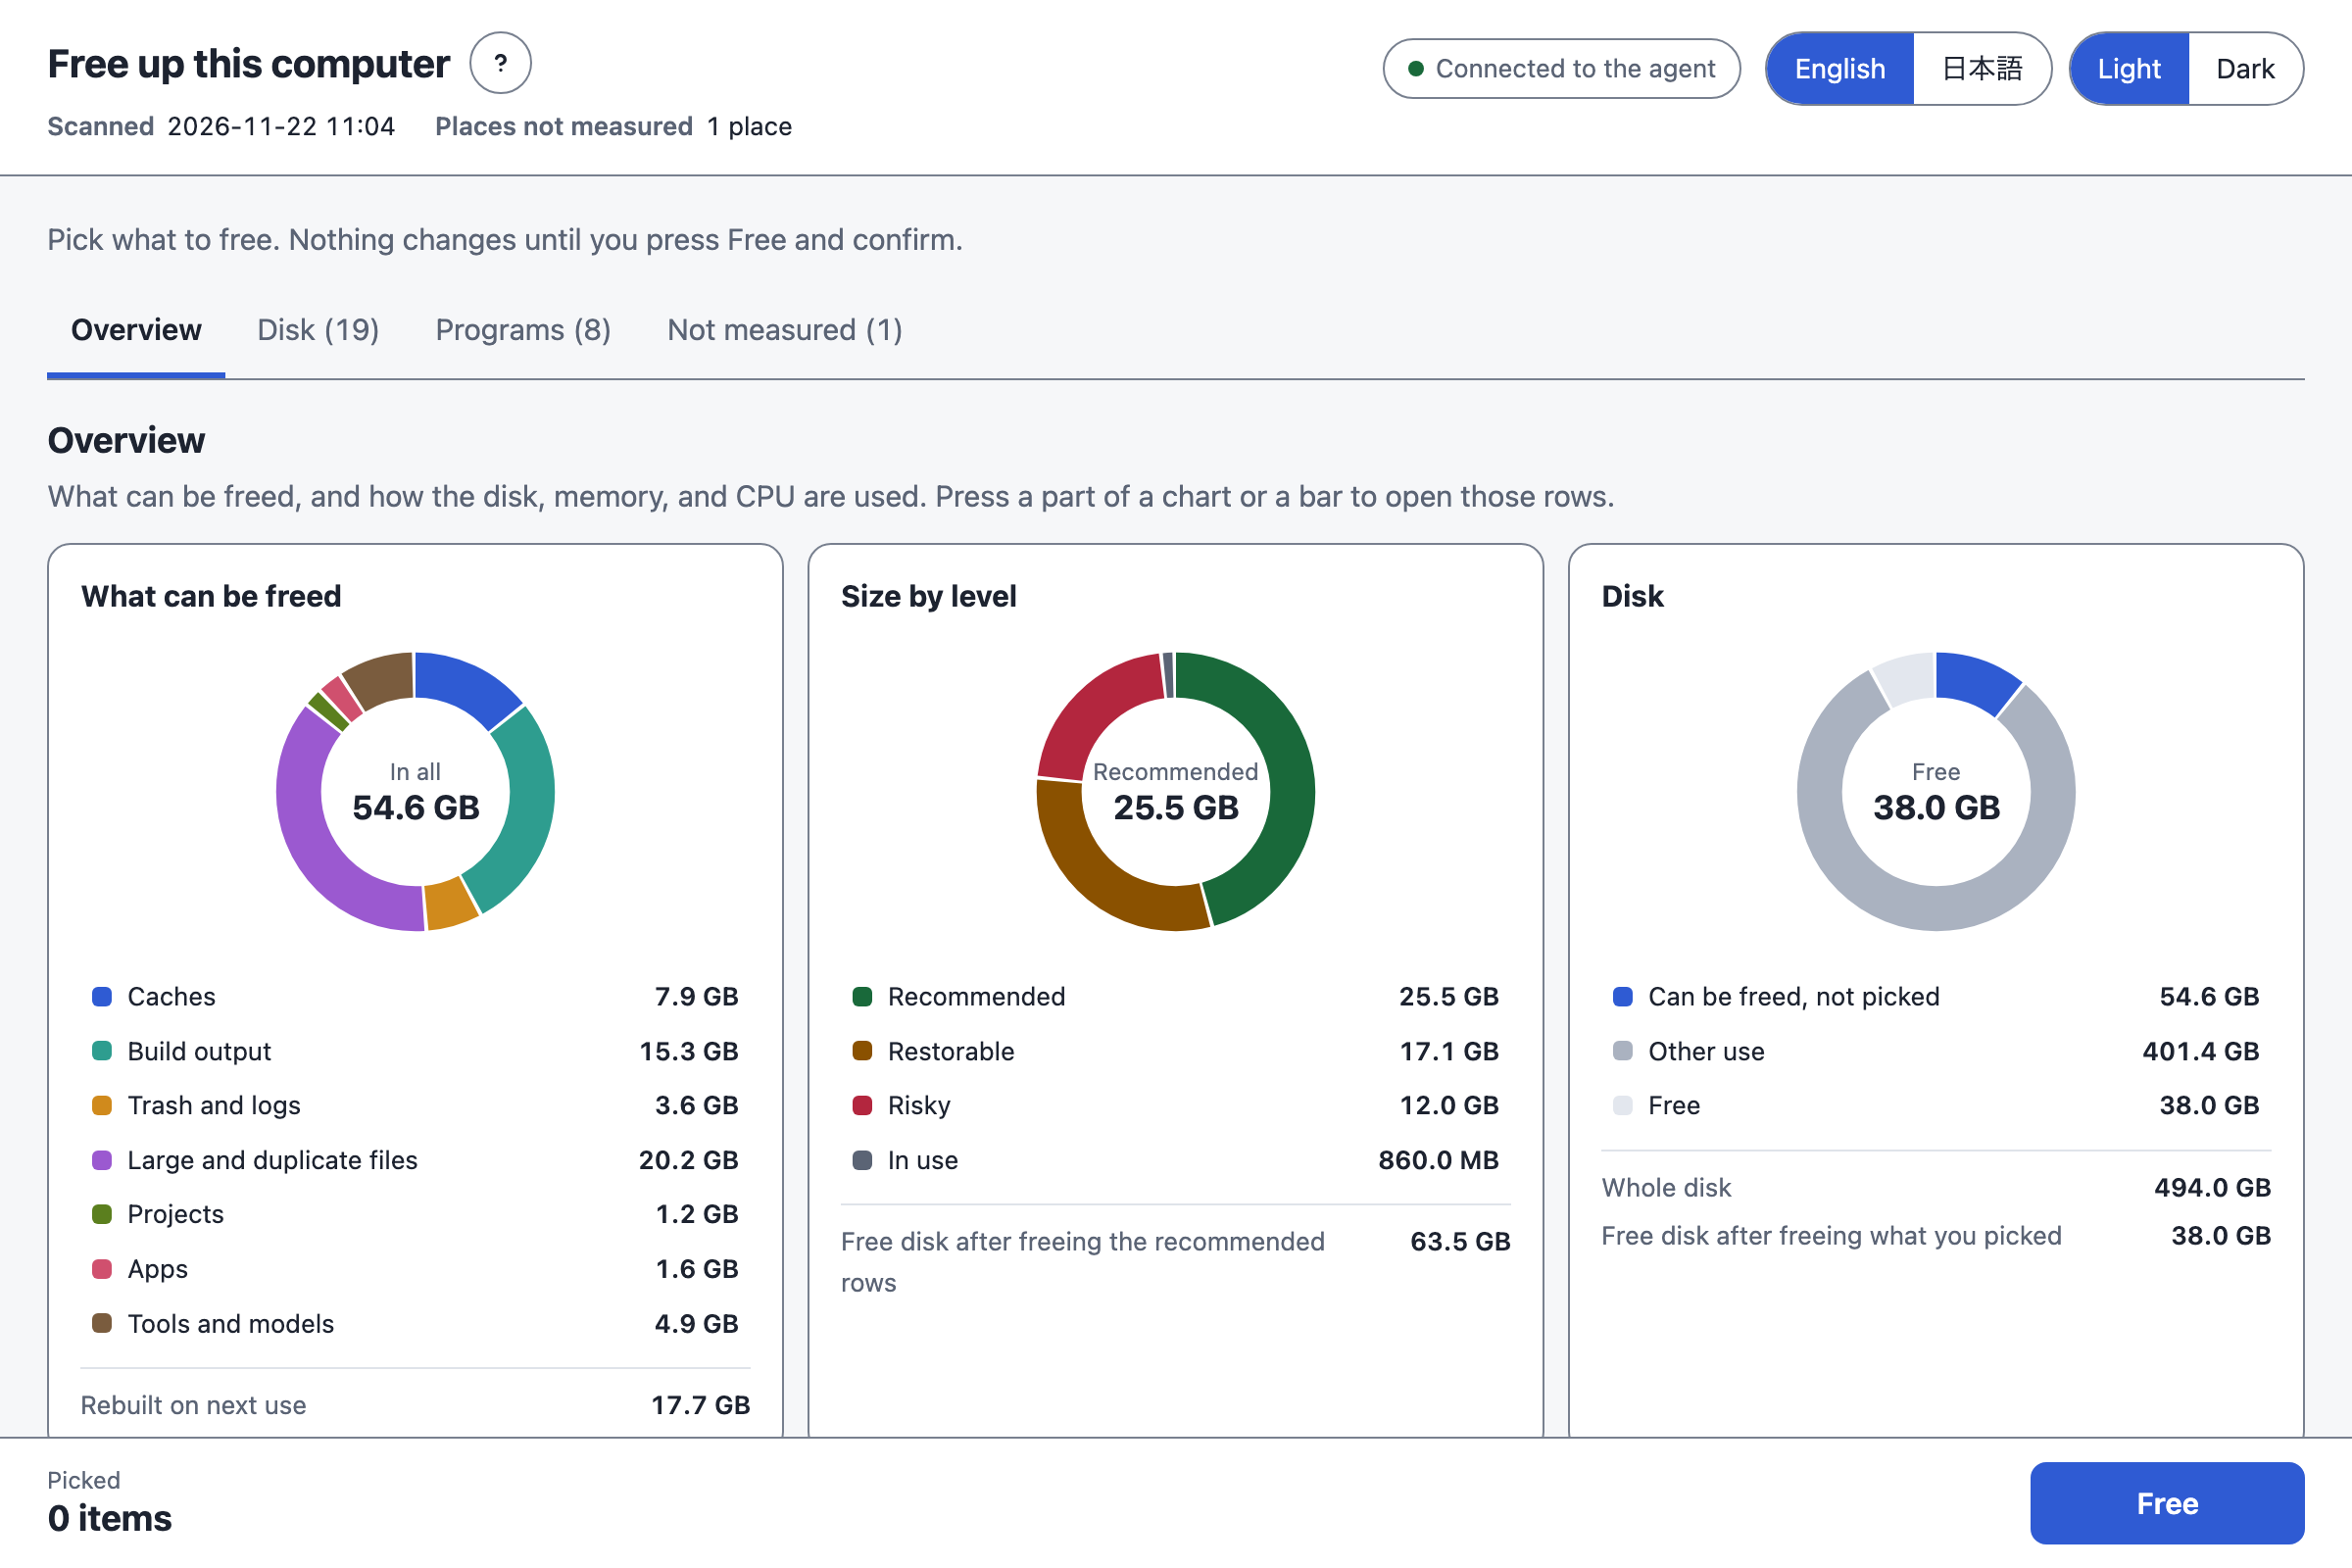 Free up this computer
?
Scanned 2026-11-22 11:04 Places not measured 1 place
Connected to the agent
English 日本語
Light Dark
Pick what to free. Nothing changes until you press Free and confirm.
Overview Disk (19) Programs (8) Not measured (1)
Overview
What can be freed, and how the disk, memory, and CPU are used. Press a part of a chart or a bar to open those rows.
What can be freed
In all
54.6 GB
Caches 7.9 GB
Build output 15.3 GB
Trash and logs 3.6 GB
Large and duplicate files 20.2 GB
Projects 1.2 GB
Apps 1.6 GB
Tools and models 4.9 GB
Rebuilt on next use 17.7 GB
Size by level
Recommended
25.5 GB
Recommended 25.5 GB
Restorable 17.1 GB
Risky 12.0 GB
In use 860.0 MB
Free disk after freeing the recommended 63.5 GB
rows
Disk
Free
38.0 GB
Can be freed, not picked 54.6 GB
Other use 401.4 GB
Free 38.0 GB
Whole disk 494.0 GB
Free disk after freeing what you picked 38.0 GB
Picked
0 items
Free